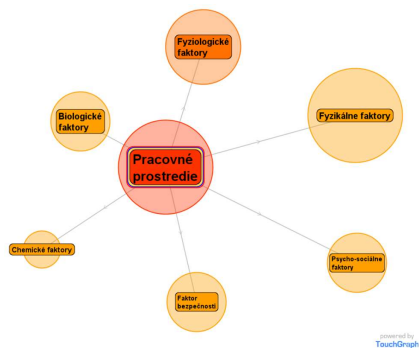 Fyziologické
faktory
Biologické
faktory
Fyzikálne faktory
Pracovné
prostredie
Chemické faktory
Psycho-sociálne
faktory
Faktor
bezpečnosti
powered by
TouchGraph